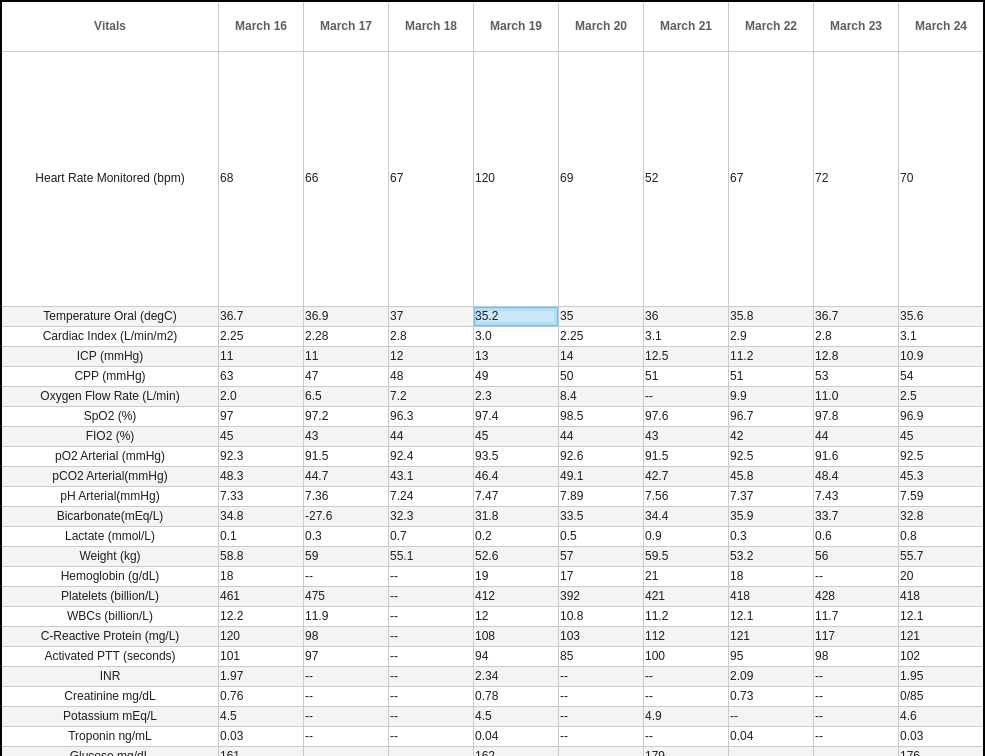 Vitals March 16 March 17 March 18 March 19 March 20 March 21 March 22 March 23 March 24
Heart Rate Monitored (bpm) 68 66 67 120 69 52 67 72 70
Temperature Oral (degC) 36.7 36.9 37 35.2 35 36 35.8 36.7 35.6
Cardiac Index (L/min/m2) 2.25 2.28 2.8 3.0 2.25 3.1 2.9 2.8 3.1
ICP (mmHg) 11 11 12 13 14 12.5 11.2 12.8 10.9
CPP (mmHg) 63 47 48 49 50 51 51 53 54
Oxygen Flow Rate (L/min) 2.0 6.5 7.2 2.3 8.4 -- 9.9 11.0 2.5
SpO2 (%) 97 97.2 96.3 97.4 98.5 97.6 96.7 97.8 96.9
FIO2 (%) 45 43 44 45 44 43 42 44 45
pO2 Arterial (mmHg) 92.3 91.5 92.4 93.5 92.6 91.5 92.5 91.6 92.5
pCO2 Arterial(mmHg) 48.3 44.7 43.1 46.4 49.1 42.7 45.8 48.4 45.3
pH Arterial(mmHg) 7.33 7.36 7.24 7.47 7.89 7.56 7.37 7.43 7.59
Bicarbonate(mEq/L) 34.8 -27.6 32.3 31.8 33.5 34.4 35.9 33.7 32.8
Lactate (mmol/L) 0.1 0.3 0.7 0.2 0.5 0.9 0.3 0.6 0.8
Weight (kg) 58.8 59 55.1 52.6 57 59.5 53.2 56 55.7
Hemoglobin (g/dL) 18 -- -- 19 17 21 18 -- 20
Platelets (billion/L) 461 475 -- 412 392 421 418 428 418
WBCs (billion/L) 12.2 11.9 -- 12 10.8 11.2 12.1 11.7 12.1
C-Reactive Protein (mg/L) 120 98 -- 108 103 112 121 117 121
Activated PTT (seconds) 101 97 -- 94 85 100 95 98 102
INR 1.97 -- -- 2.34 -- -- 2.09 -- 1.95
Creatinine mg/dL 0.76 -- -- 0.78 -- -- 0.73 -- 0/85
Potassium mEq/L 4.5 -- -- 4.5 -- 4.9 -- -- 4.6
Troponin ng/mL 0.03 -- -- 0.04 -- -- 0.04 -- 0.03
Glucose mg/dL 161 162 179 176